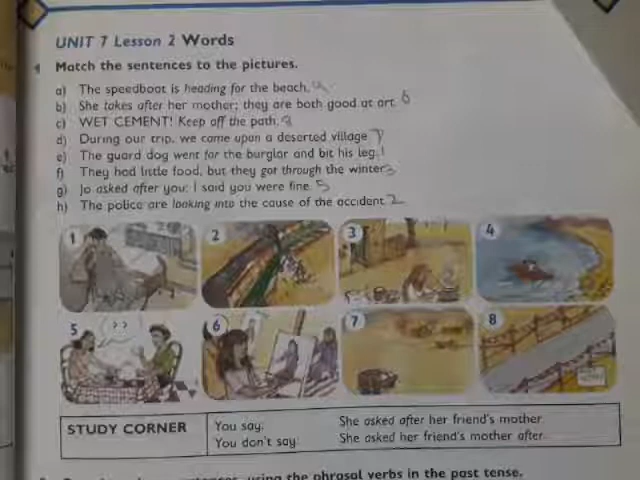 UNIT 7 Lesson 2 Words
Match the sentences to the pictures.
a) The speedboat is heading for the beach.
b) She takes after her mother; they are both good at art. 6
c) WET CEMENT! Keep off the path.
d) During our trip, we came upon a deserted village 7
e) The guard dog went for the burglar and bit his leg. 1
f) They had little food, but they got through the winter 3
g) Jo asked after you; I said you were fine 5
h) The police are looking into the cause of the accident. 2
1 2 3 4
5 ?? 6 7 8
STUDY CORNER
You say: She asked after her friend's mother.
You don't say: She asked her friend's mother after.
using the phrasal verbs in the past tense.